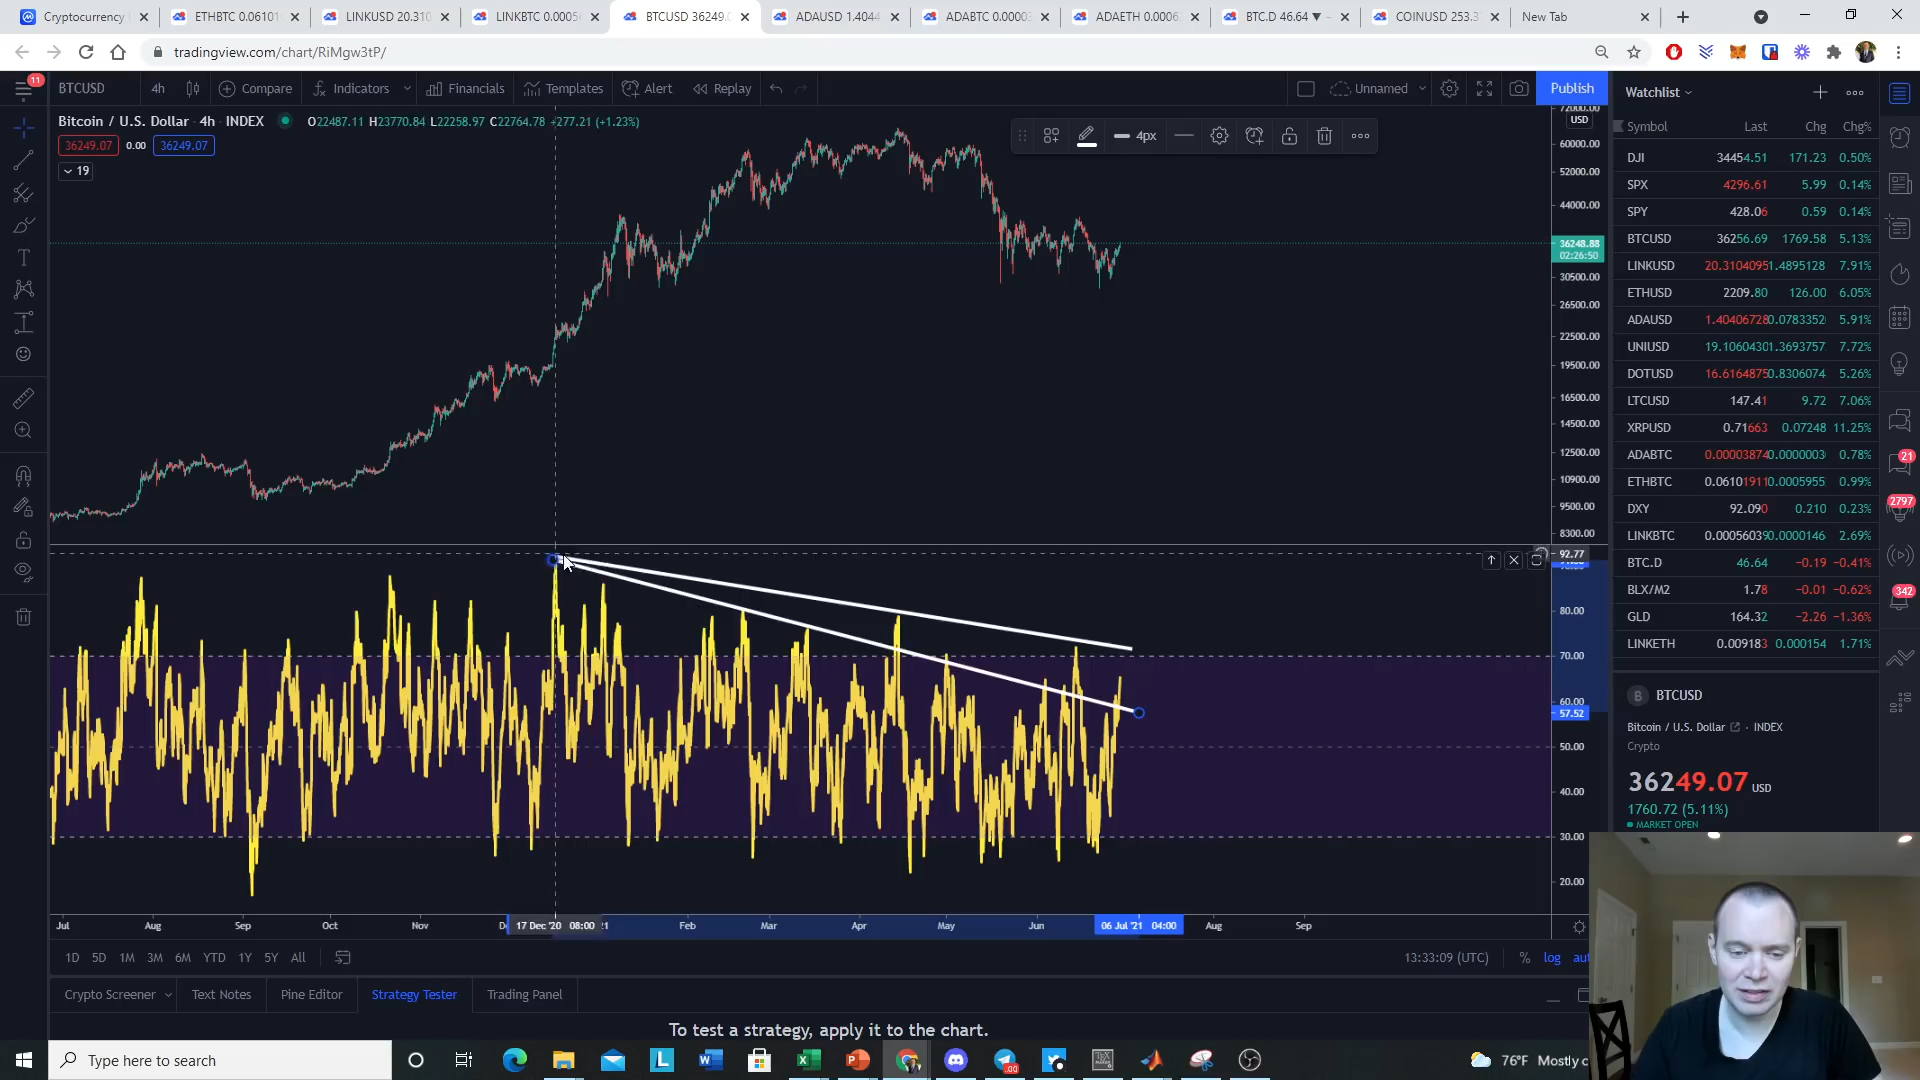 Cryptocurrency
ETHBTC 0.06101
LINKUSD 20.310
LINKBTC 0.0005
BTCUSD 36249.0
ADAUSD 1.4044
ADABTC 0.0000
ADAETH 0.0006
BTC.D 46.64 ▼
COINUSD 253.3
New Tab
tradingview.com/chart/RiMgw3tP/
11
BTCUSD
4h
Compare
Indicators
Financials
Templates
Alert
Replay
Unnamed
Publish
Bitcoin / U.S. Dollar · 4h · INDEX
O22487.11 H23770.84 L22258.97 C22764.78 +277.21 (+1.23%)
36249.07 0.00 36249.07
19
4px
USD
60000.00
52000.00
44000.00
36248.88
02:26:50
30500.00
26500.00
22500.00
19500.00
16500.00
14500.00
12500.00
10900.00
9500.00
8300.00
92.77
80.00
70.00
60.00
57.52
50.00
40.00
30.00
20.00
Jul
Aug
Sep
Oct
Nov
17 Dec '20 08:00
Feb
Mar
Apr
May
Jun
06 Jul '21 04:00
Aug
Sep
1D 5D 1M 3M 6M YTD 1Y 5Y All
13:33:09 (UTC)
% log
Crypto Screener
Text Notes
Pine Editor
Strategy Tester
Trading Panel
To test a strategy, apply it to the chart.
Watchlist
Symbol Last Chg Chg%
DJI 34454.51 171.23 0.50%
SPX 4296.61 5.99 0.14%
SPY 428.06 0.59 0.14%
BTCUSD 36256.69 1769.58 5.13%
LINKUSD 20.3104095 1.4895128 7.91%
ETHUSD 2209.80 126.00 6.05%
ADAUSD 1.40406728 0.0783352 5.91%
UNIUSD 19.1060430 1.3693757 7.72%
DOTUSD 16.6164875 0.8306074 5.26%
LTCUSD 147.41 9.72 7.06%
XRPUSD 0.71663 0.07248 11.25%
ADABTC 0.00003874 0.0000003 0.78%
ETHBTC 0.06101911 0.0005955 0.99%
DXY 92.090 0.210 0.23%
LINKBTC 0.00056039 0.0000146 2.69%
BTC.D 46.64 −0.19 −0.41%
BLX/M2 1.78 −0.01 −0.62%
GLD 164.32 −2.26 −1.36%
LINKETH 0.009183 0.000154 1.71%
B BTCUSD
Bitcoin / U.S. Dollar · INDEX
Crypto
36249.07 USD
1760.72 (5.11%)
MARKET OPEN
21
2797
342
Type here to search
76°F Mostly c